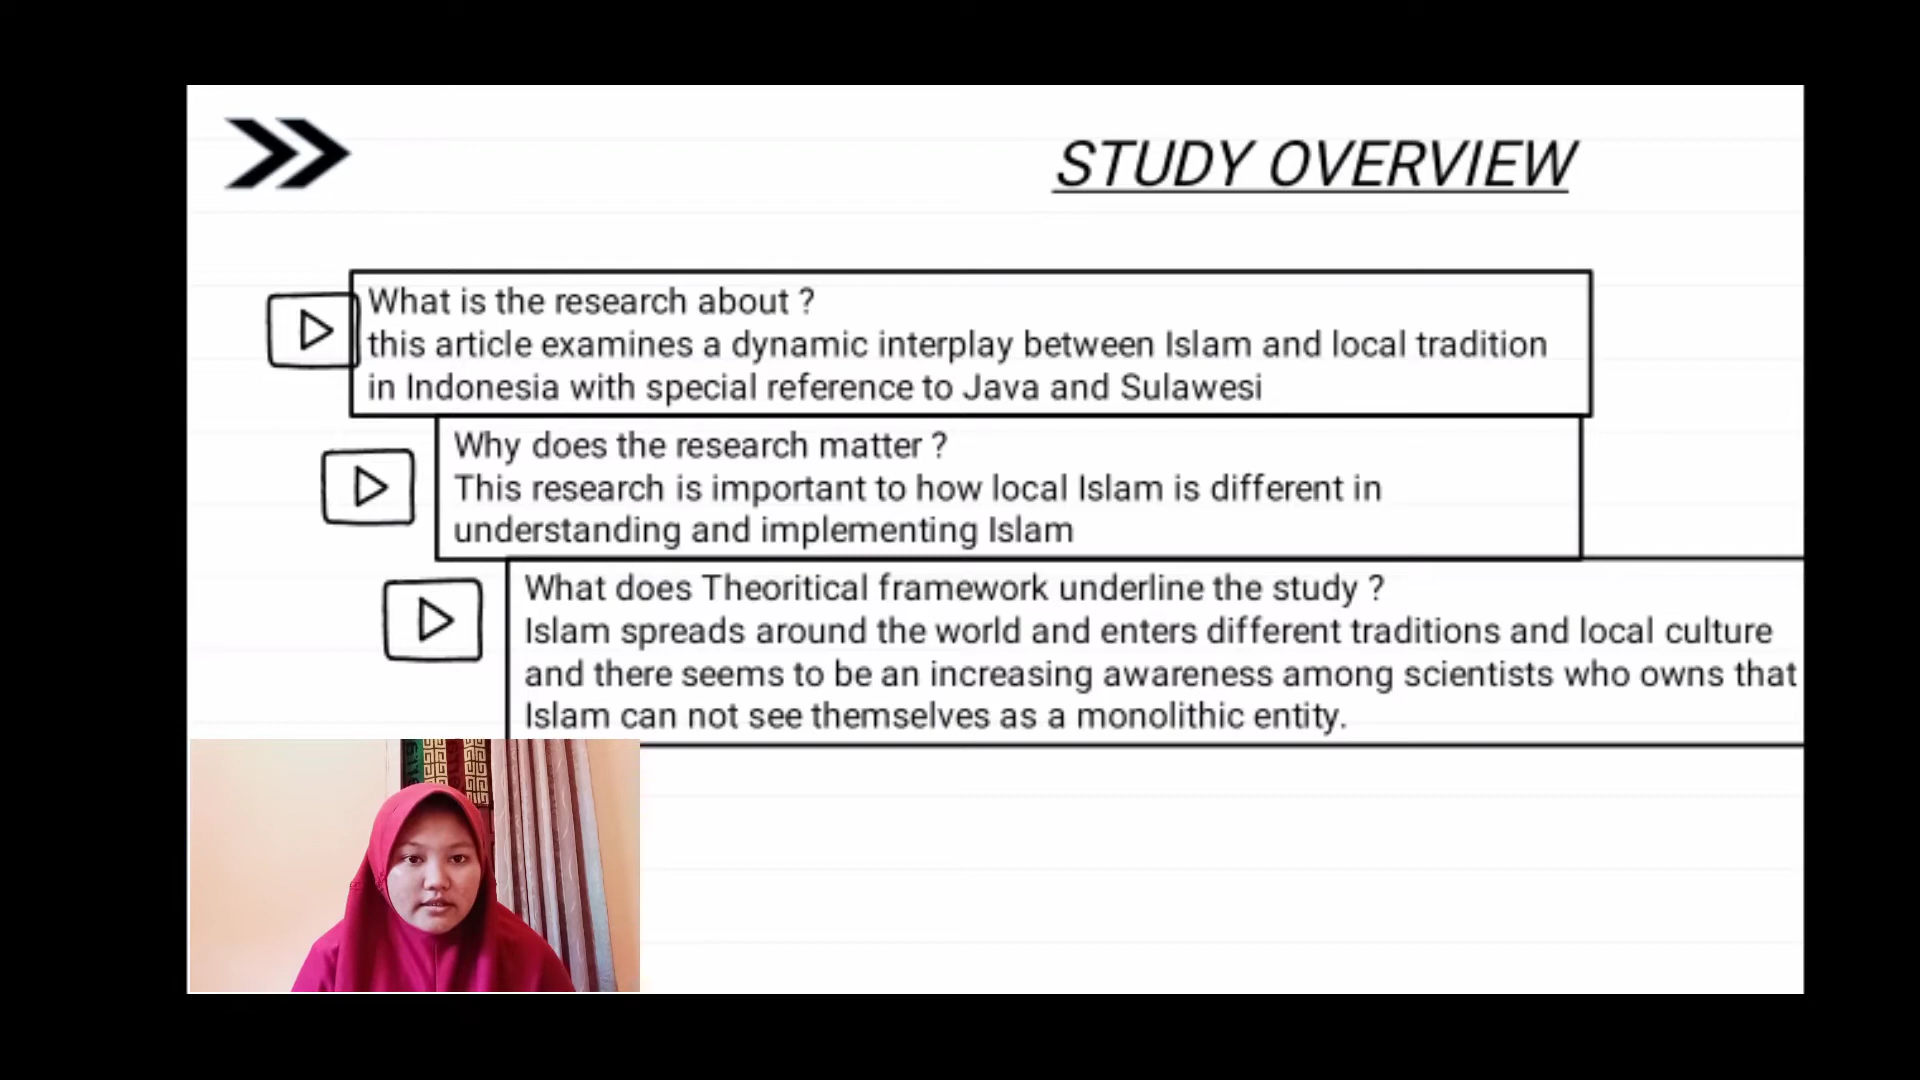 STUDY OVERVIEW
What is the research about ?
this article examines a dynamic interplay between Islam and local tradition
in Indonesia with special reference to Java and Sulawesi
Why does the research matter ?
This research is important to how local Islam is different in
understanding and implementing Islam
What does Theoritical framework underline the study ?
Islam spreads around the world and enters different traditions and local culture
and there seems to be an increasing awareness among scientists who owns that
Islam can not see themselves as a monolithic entity.